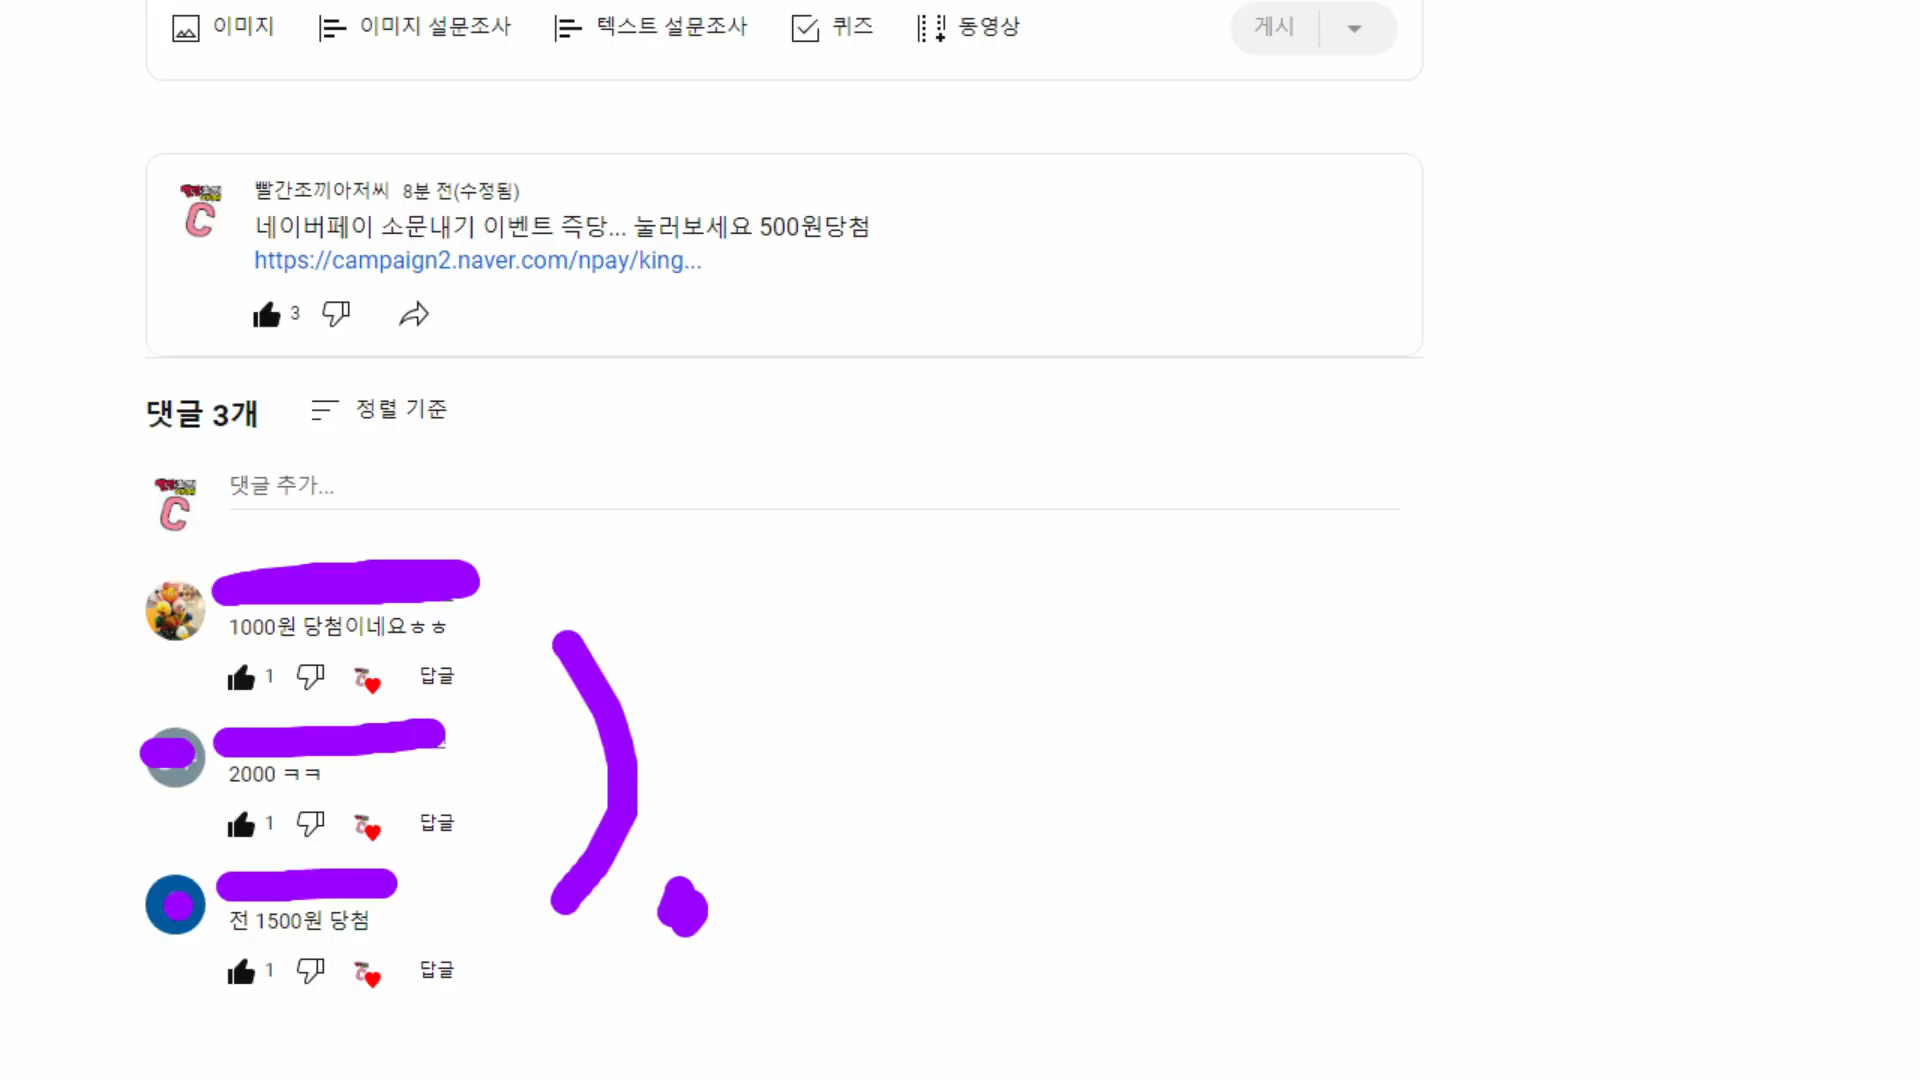 이미지 이미지 설문조사 텍스트 설문조사 퀴즈 동영상 게시
빨간조끼아저씨 8분 전(수정됨)
네이버페이 소문내기 이벤트 즉당... 눌러보세요 500원당첨
https://campaign2.naver.com/npay/king...
3
댓글 3개 정렬 기준
댓글 추가...
1000원 당첨이네요ㅎㅎ
1 답글
2000 ㅋㅋ
1 답글
전 1500원 당첨
1 답글